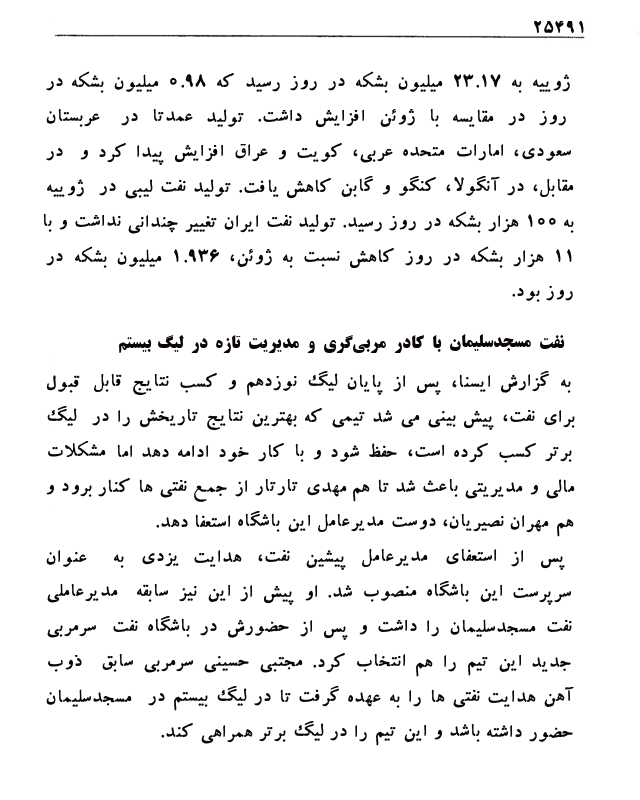 ۲۵۴۹۱
ژوییه به ۲۳.۱۷ میلیون بشکه در روز رسید که ۰.۹۸ میلیون بشکه در
روز در مقایسه با ژوئن افزایش داشت. تولید عمدتا در عربستان
سعودی، امارات متحده عربی، کویت و عراق افزایش پیدا کرد و در
مقابل، در آنگولا، کنگو و گابن کاهش یافت. تولید نفت لیبی در ژوییه
به ۱۰۰ هزار بشکه در روز رسید. تولید نفت ایران تغییر چندانی نداشت و با
۱۱ هزار بشکه در روز کاهش نسبت به ژوئن، ۱.۹۳۶ میلیون بشکه در
روز بود.
نفت مسجدسلیمان با کادر مربی‌گری و مدیریت تازه در لیگ بیستم
به گزارش ایسنا، پس از پایان لیگ نوزدهم و کسب نتایج قابل قبول
برای نفت، پیش بینی می شد تیمی که بهترین نتایج تاریخش را در لیگ
برتر کسب کرده است، حفظ شود و با کار خود ادامه دهد اما مشکلات
مالی و مدیریتی باعث شد تا هم مهدی تارتار از جمع نفتی ها کنار برود و
هم مهران نصیریان، دوست مدیرعامل این باشگاه استعفا دهد.
پس از استعفای مدیرعامل پیشین نفت، هدایت یزدی به عنوان
سرپرست این باشگاه منصوب شد. او پیش از این نیز سابقه مدیرعاملی
نفت مسجدسلیمان را داشت و پس از حضورش در باشگاه نفت سرمربی
جدید این تیم را هم انتخاب کرد. مجتبی حسینی سرمربی سابق ذوب
آهن هدایت نفتی ها را به عهده گرفت تا در لیگ بیستم در مسجدسلیمان
حضور داشته باشد و این تیم را در لیگ برتر همراهی کند.